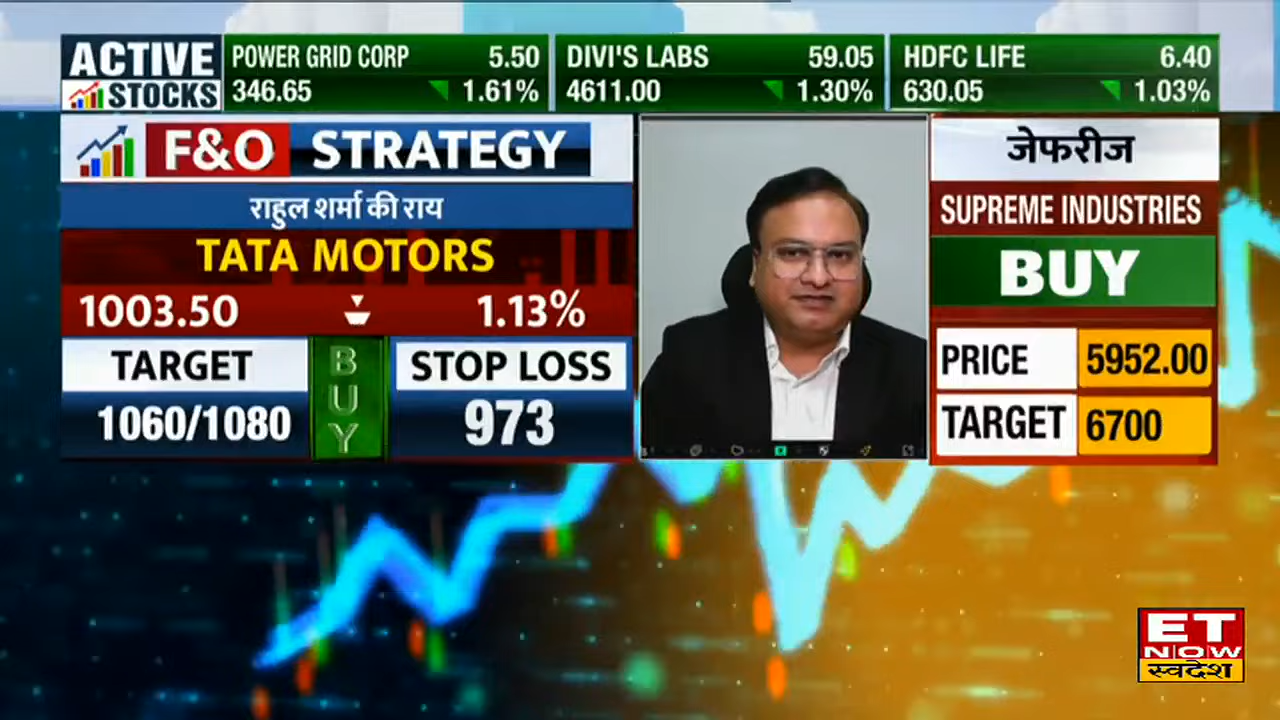 ACTIVE
STOCKS
POWER GRID CORP 5.50
346.65 1.61%
DIVI'S LABS 59.05
4611.00 1.30%
HDFC LIFE 6.40
630.05 1.03%
F&O STRATEGY
राहुल शर्मा की राय
TATA MOTORS
1003.50 1.13%
TARGET
1060/1080
BUY
STOP LOSS
973
जेफरीज
SUPREME INDUSTRIES
BUY
PRICE 5952.00
TARGET 6700
ET
NOW
स्वदेश